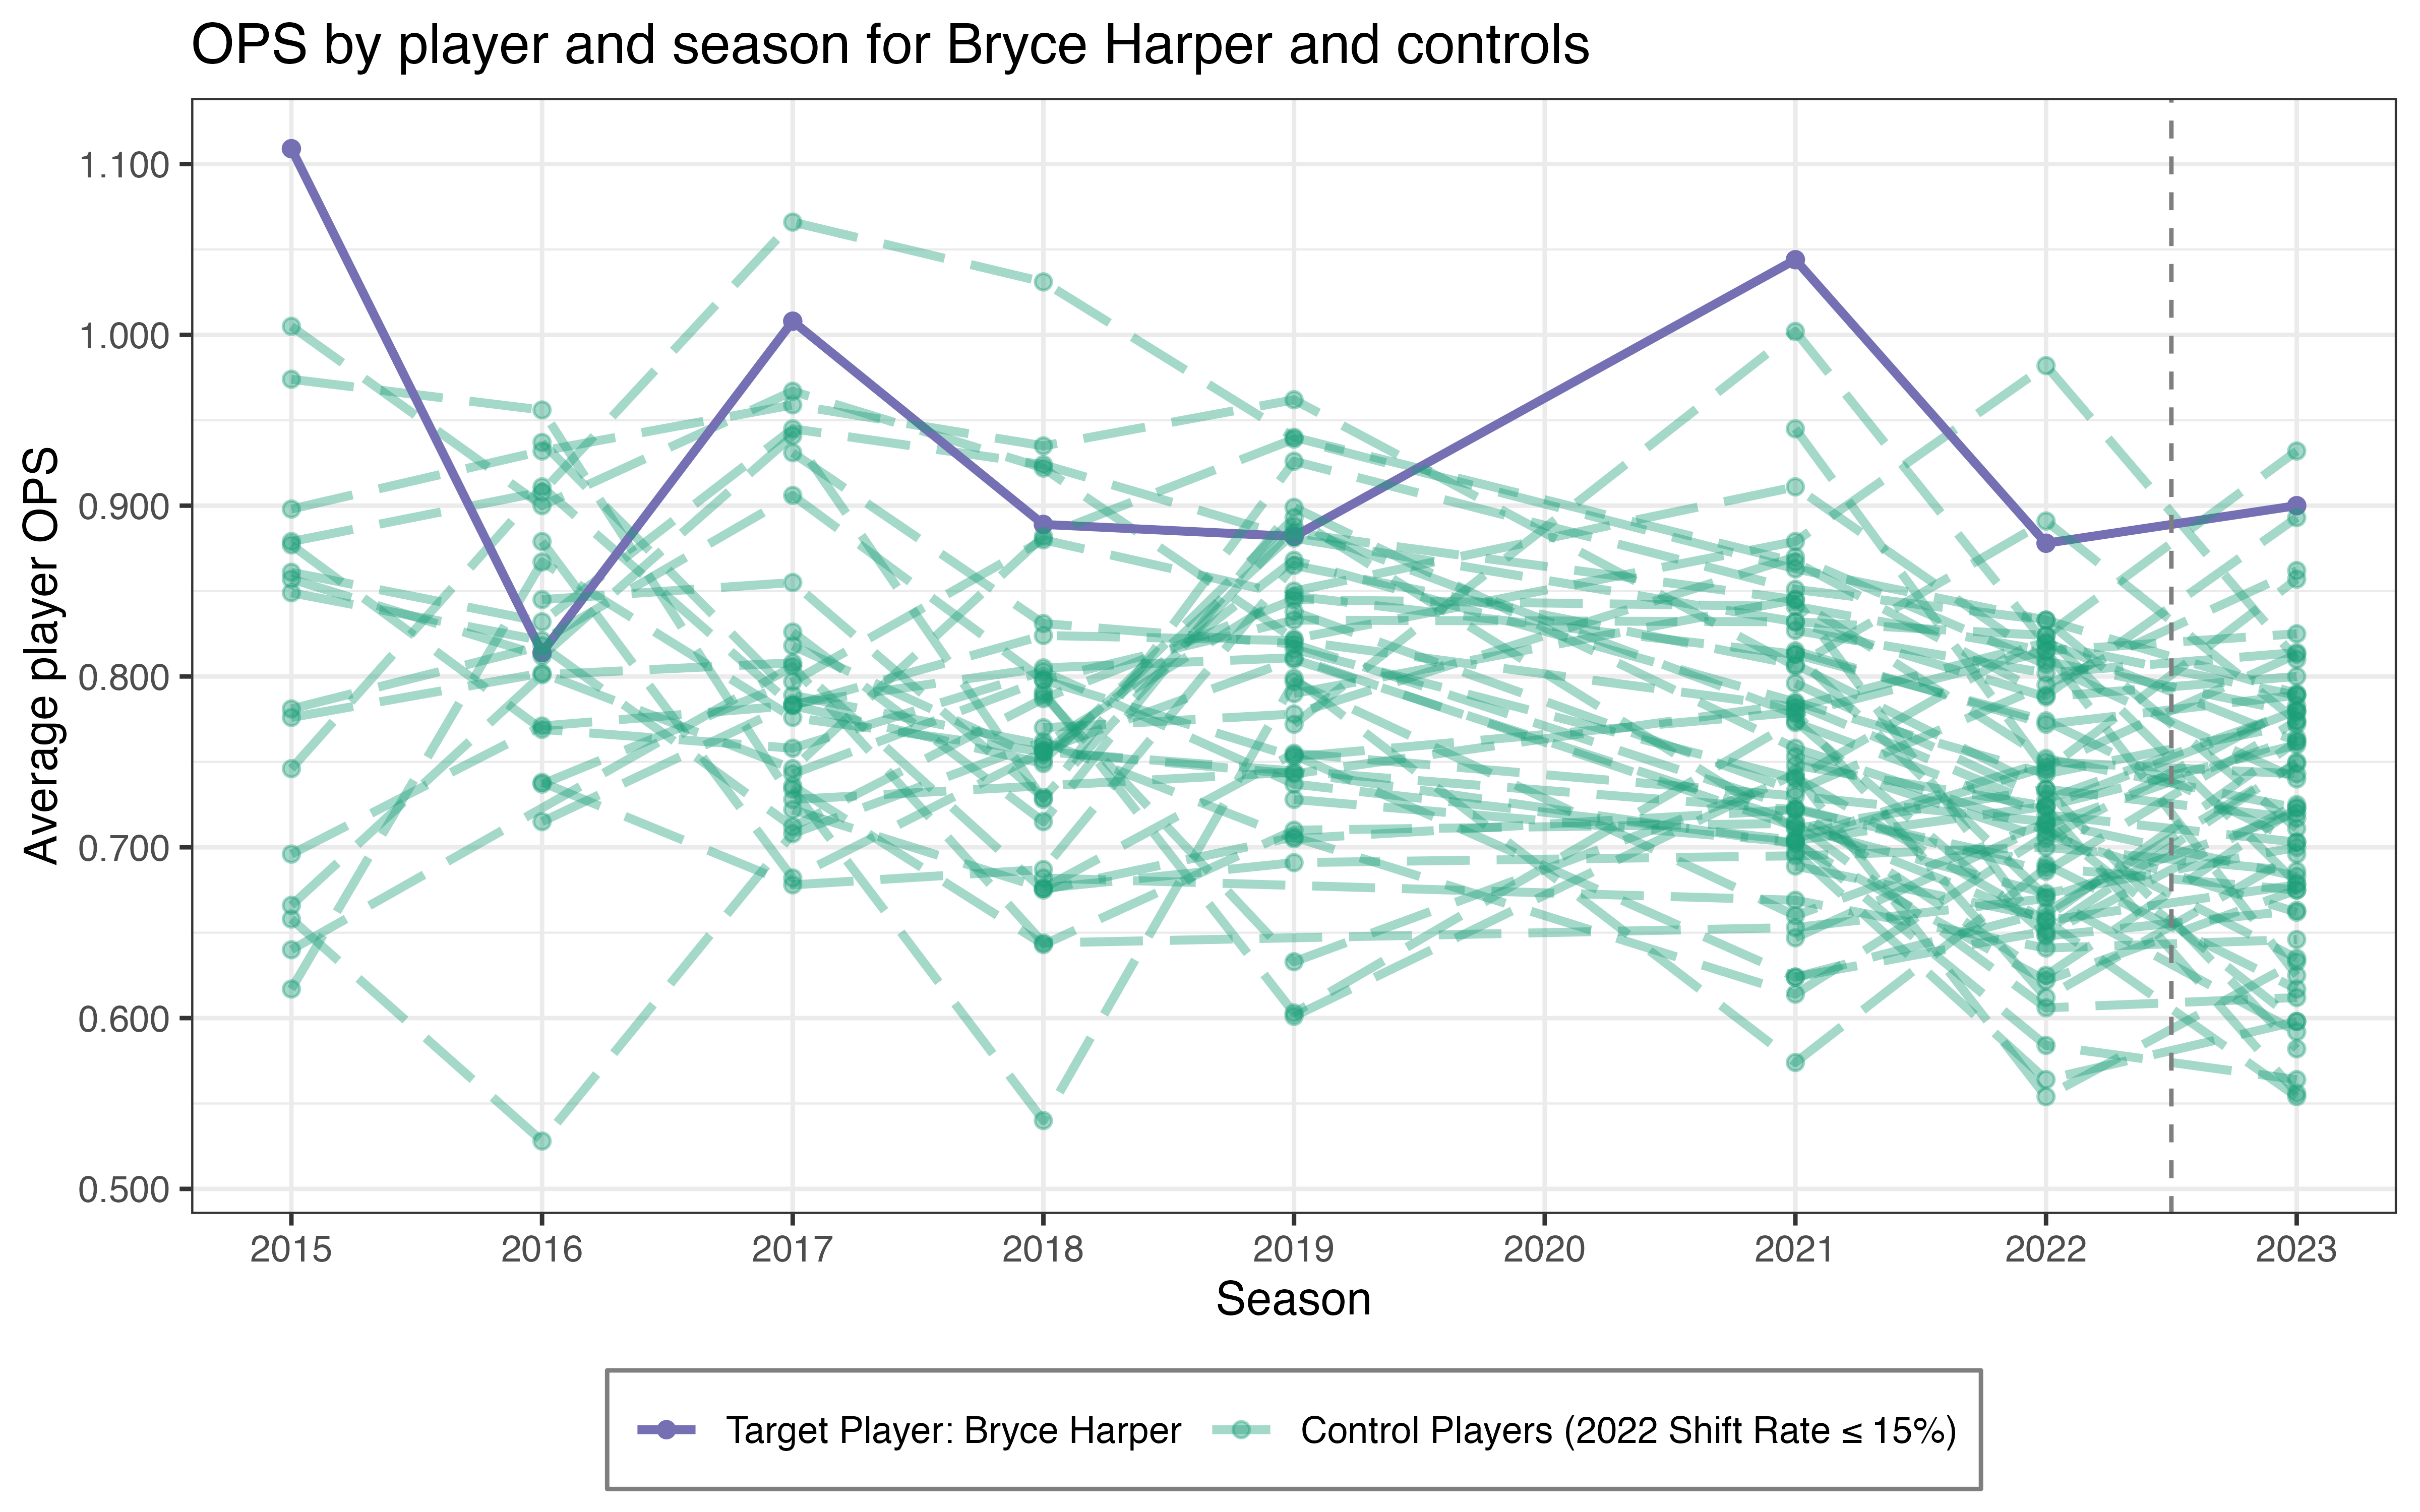 OPS by player and season for Bryce Harper and controls
Average player OPS
1.100
1.000
0.900
0.800
0.700
0.600
0.500
2015 2016 2017 2018 2019 2020 2021 2022 2023
Season
Target Player: Bryce Harper Control Players (2022 Shift Rate ≤ 15%)